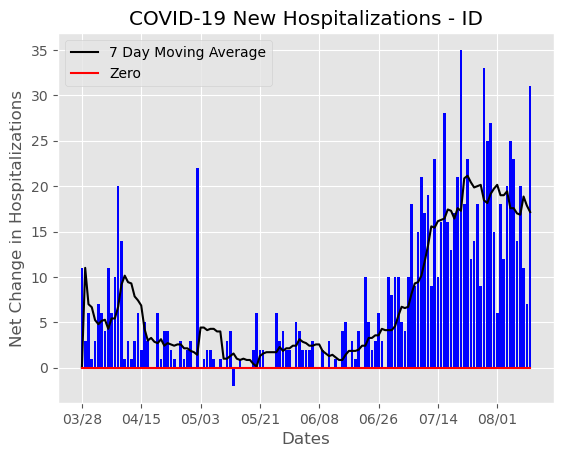 COVID-19 New Hospitalizations - ID
7 Day Moving Average
Zero
Net Change in Hospitalizations
35
30
25
20
15
10
5
0
03/28 04/15 05/03 05/21 06/08 06/26 07/14 08/01
Dates